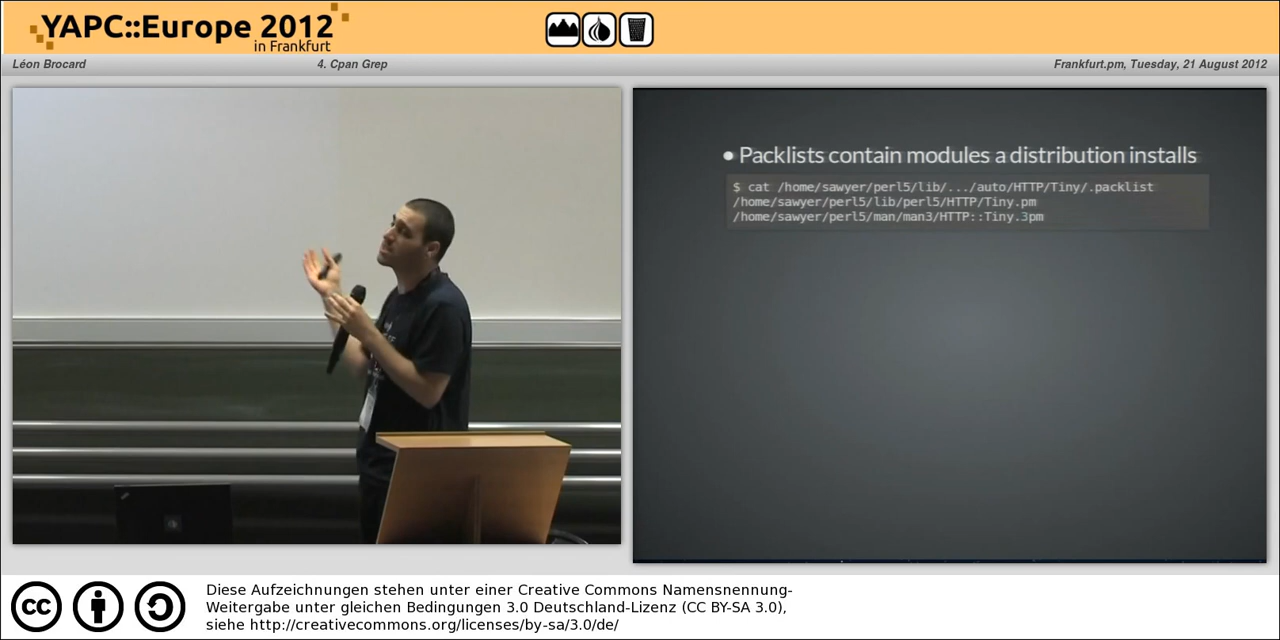 YAPC::Europe 2012
in Frankfurt
Léon Brocard
4. Cpan Grep
Frankfurt.pm, Tuesday, 21 August 2012
• Packlists contain modules a distribution installs
$ cat /home/sawyer/perl5/lib/.../auto/HTTP/Tiny/.packlist
/home/sawyer/perl5/lib/perl5/HTTP/Tiny.pm
/home/sawyer/perl5/man/man3/HTTP::Tiny.3pm
cc
Diese Aufzeichnungen stehen unter einer Creative Commons Namensnennung-
Weitergabe unter gleichen Bedingungen 3.0 Deutschland-Lizenz (CC BY-SA 3.0),
siehe http://creativecommons.org/licenses/by-sa/3.0/de/